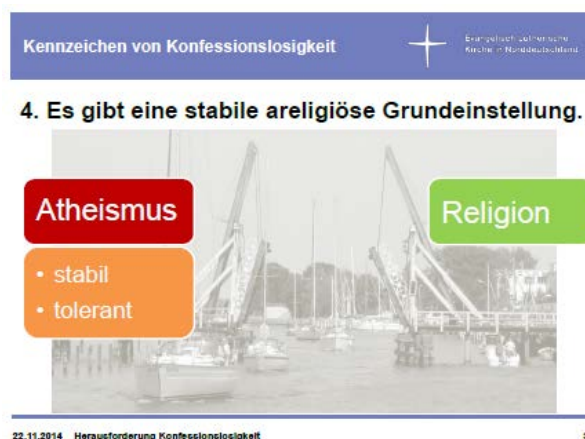 Kennzeichen von Konfessionslosigkeit
Evangelisch-Lutherische
Kirche in Norddeutschland
4. Es gibt eine stabile areligiöse Grundeinstellung.
Atheismus
Religion
• stabil
• tolerant
22.11.2014 Herausforderung Konfessionslosigkeit